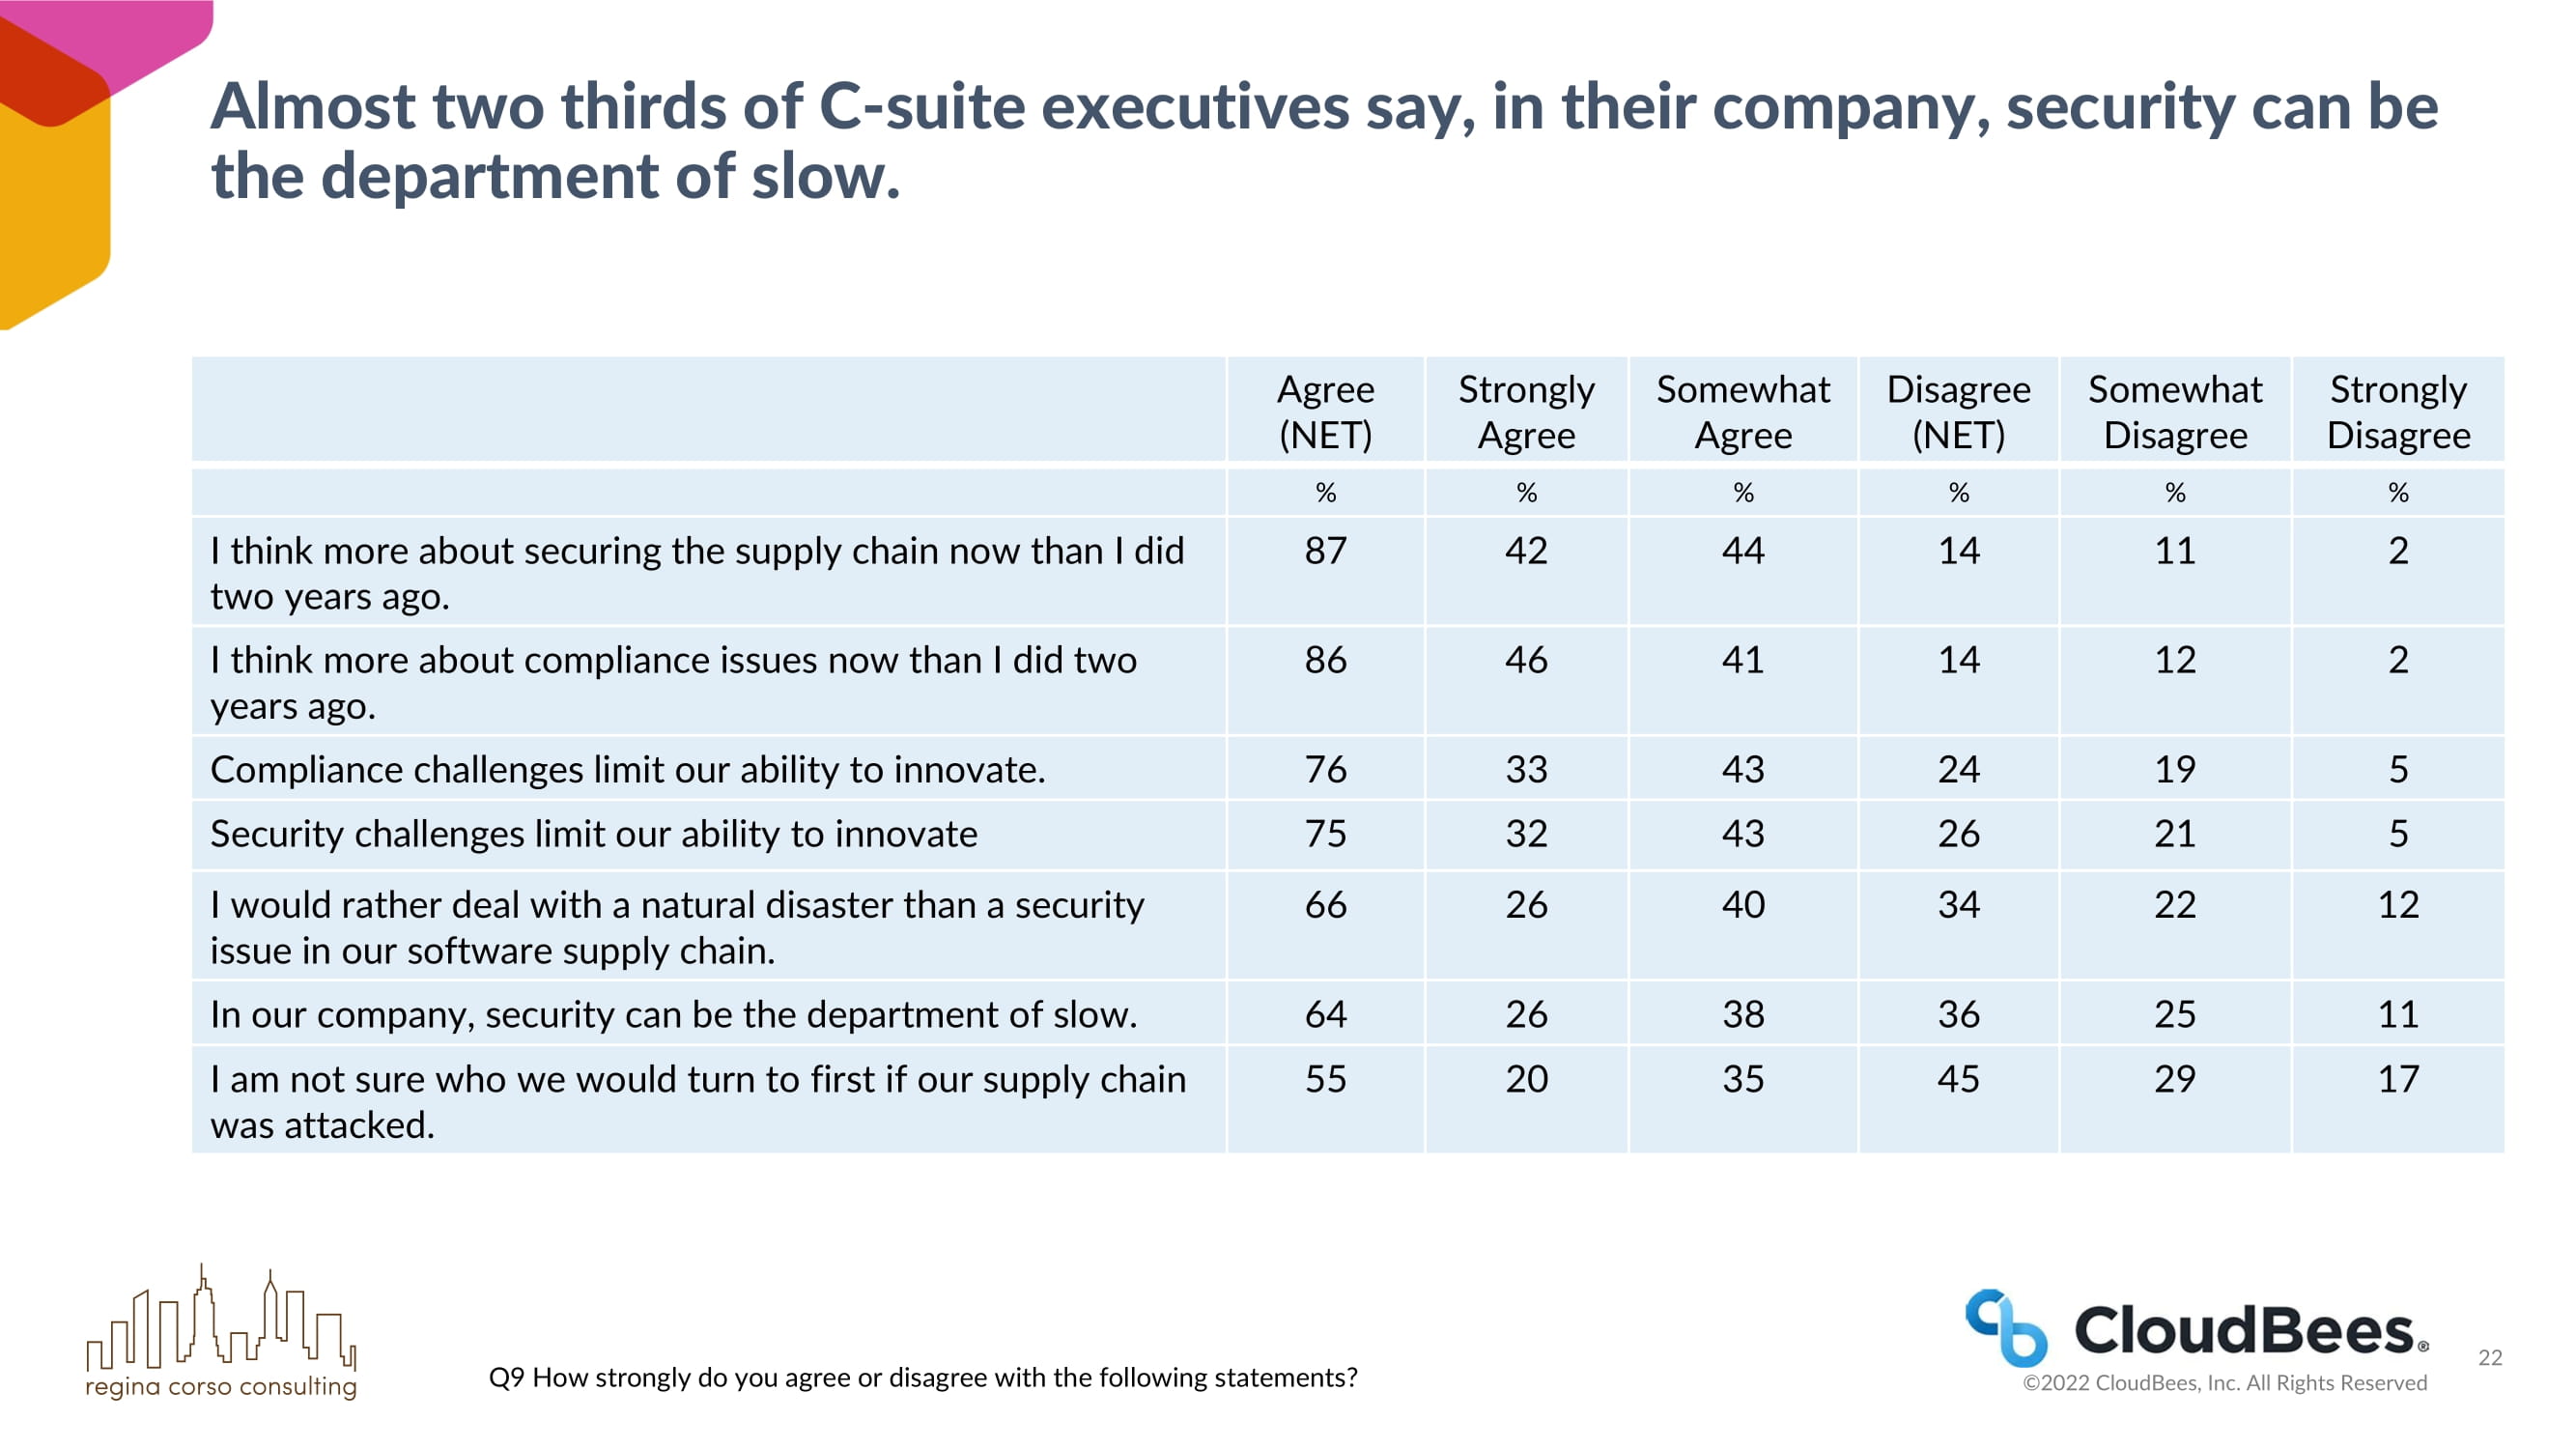 Almost two thirds of C-suite executives say, in their company, security can be
the department of slow.
Agree (NET) Strongly Agree Somewhat Agree Disagree (NET) Somewhat Disagree Strongly Disagree
% % % % % %
I think more about securing the supply chain now than I did 87 42 44 14 11 2
two years ago.
I think more about compliance issues now than I did two 86 46 41 14 12 2
years ago.
Compliance challenges limit our ability to innovate. 76 33 43 24 19 5
Security challenges limit our ability to innovate 75 32 43 26 21 5
I would rather deal with a natural disaster than a security 66 26 40 34 22 12
issue in our software supply chain.
In our company, security can be the department of slow. 64 26 38 36 25 11
I am not sure who we would turn to first if our supply chain 55 20 35 45 29 17
was attacked.
regina corso consulting
Q9 How strongly do you agree or disagree with the following statements?
CloudBees®
©2022 CloudBees, Inc. All Rights Reserved
22